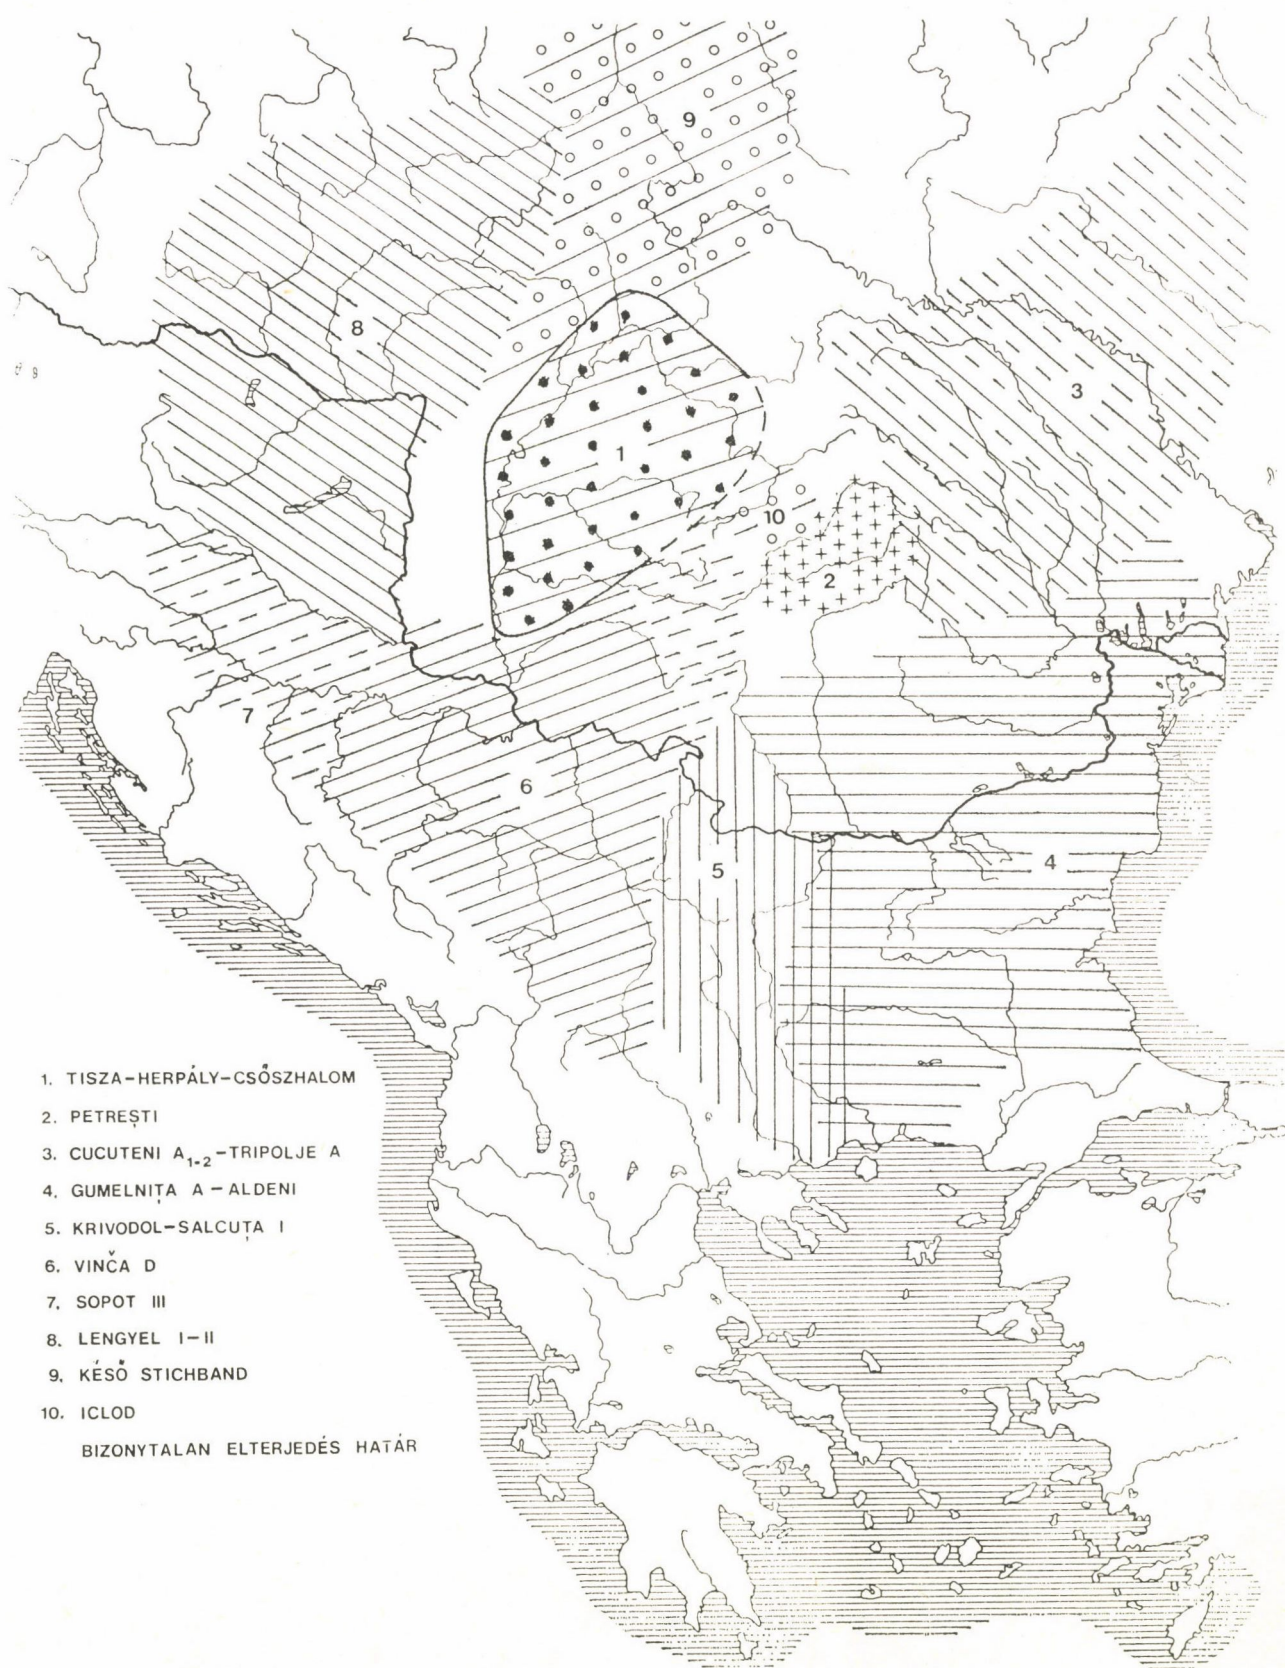 9
8
3
1
10
2
7
6
5
4
1. TISZA-HERPÁLY-CSŐSZHALOM
2. PETREȘTI
3. CUCUTENI A1-2-TRIPOLJE A
4. GUMELNIȚA A-ALDENI
5. KRIVODOL-SALCUȚA I
6. VINČA D
7. SOPOT III
8. LENGYEL I-II
9. KÉSŐ STICHBAND
10. ICLOD
BIZONYTALAN ELTERJEDÉS HATÁR